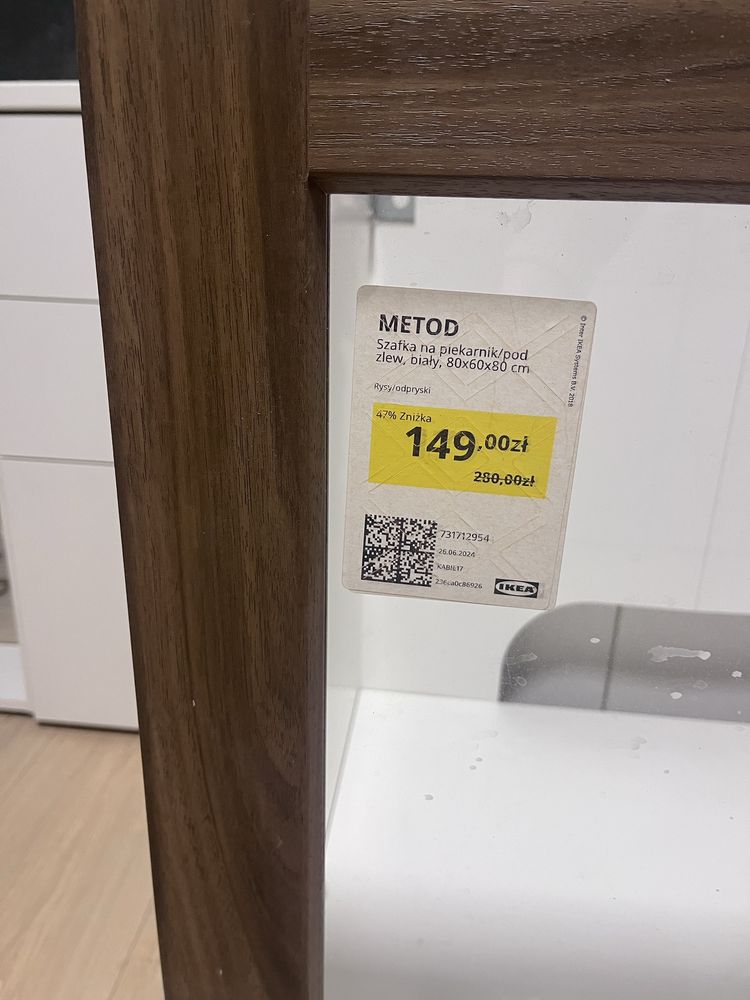 METOD
Szafka na piekarnik/pod
zlew, biały, 80x60x80 cm
Rysy/odpryski
47% Zniżka
149,00zł
280,00zł
731712954
26.06.2024
KABIE17
236ca0c86926
IKEA
© Inter IKEA Systems B.V. 2018